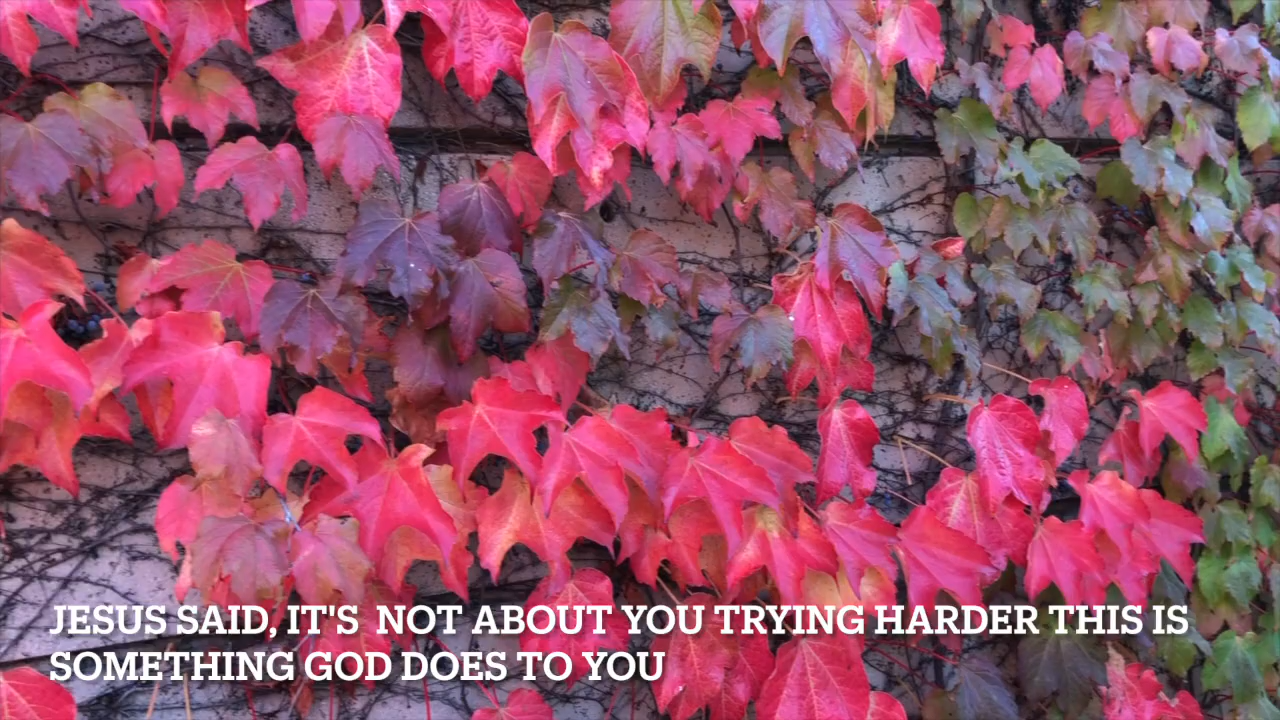 JESUS SAID, IT'S  NOT ABOUT YOU TRYING HARDER THIS IS
SOMETHING GOD DOES TO YOU